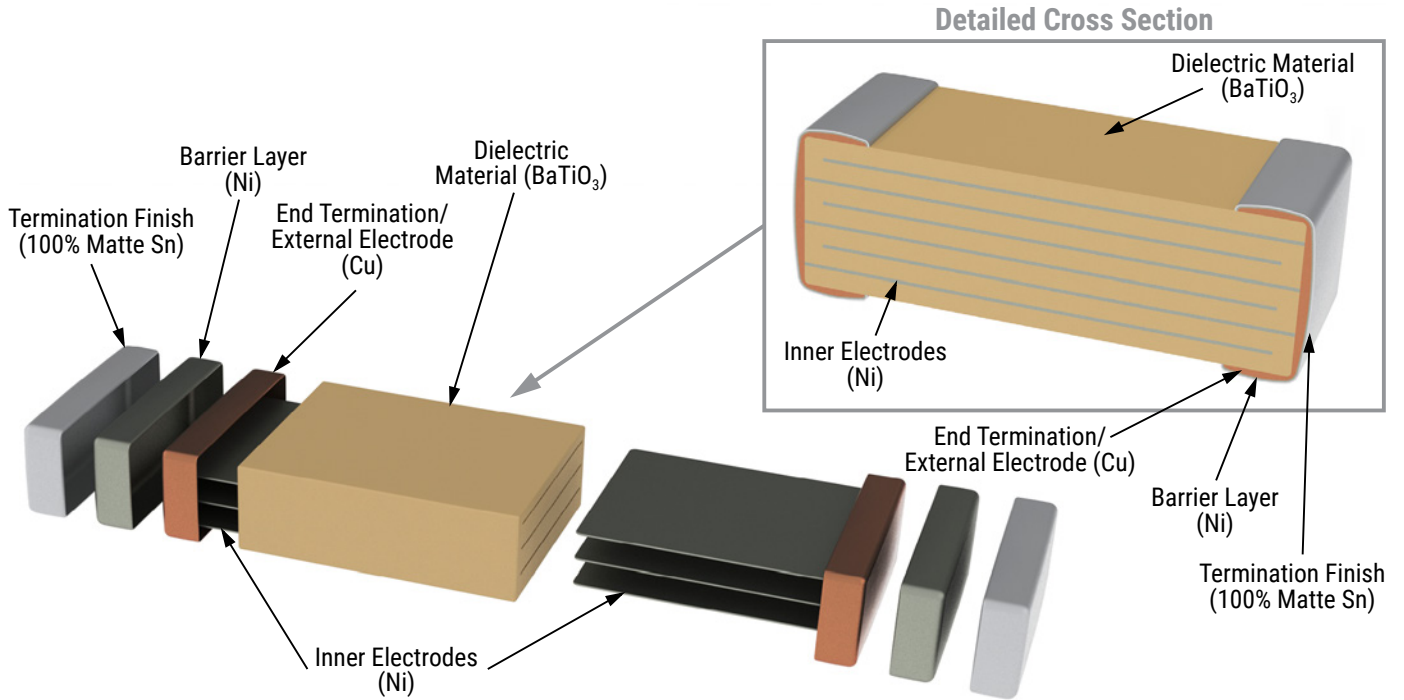 Detailed Cross Section
Dielectric Material
(BaTiO₃)
Inner Electrodes
(Ni)
End Termination/
External Electrode (Cu)
Barrier Layer
(Ni)
Termination Finish
(100% Matte Sn)
Termination Finish
(100% Matte Sn)
Barrier Layer
(Ni)
End Termination/
External Electrode
(Cu)
Dielectric
Material (BaTiO₃)
Inner Electrodes
(Ni)